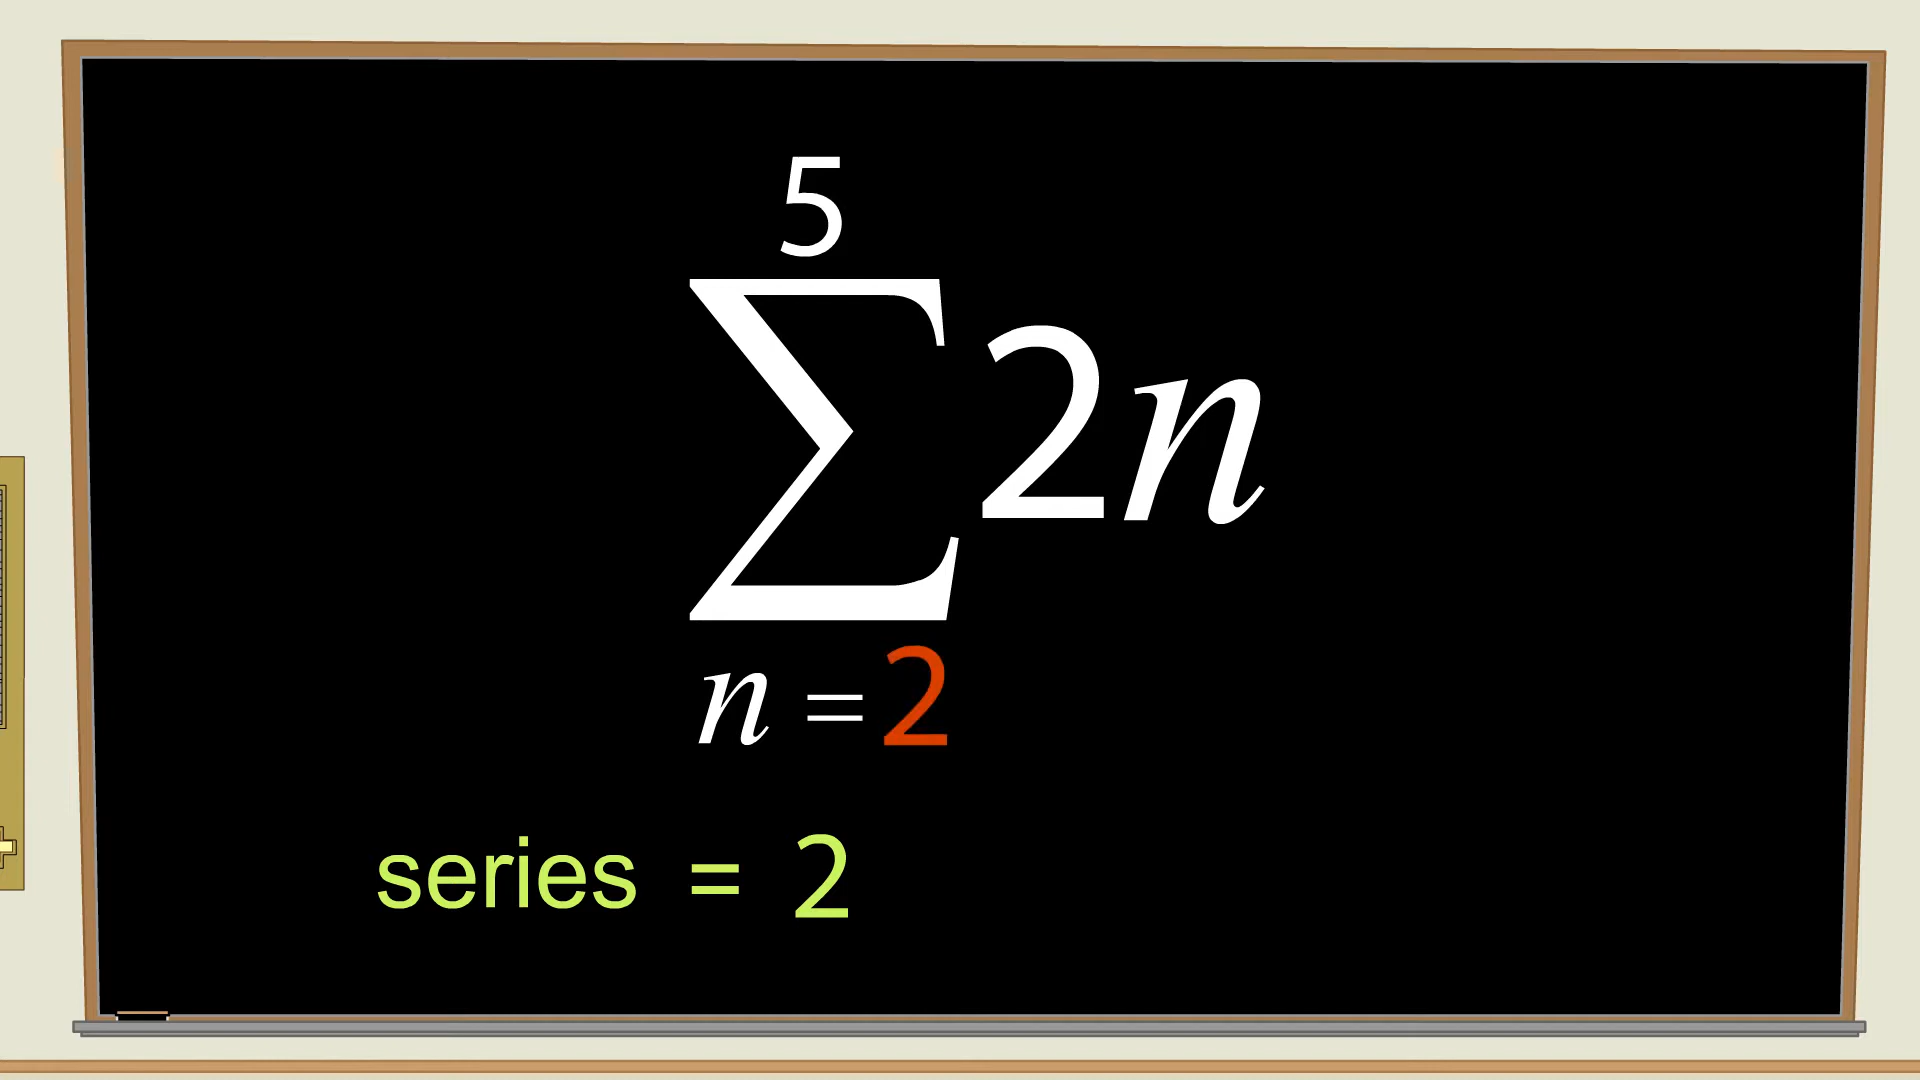 5
∑ 2n
n = 2
series = 2